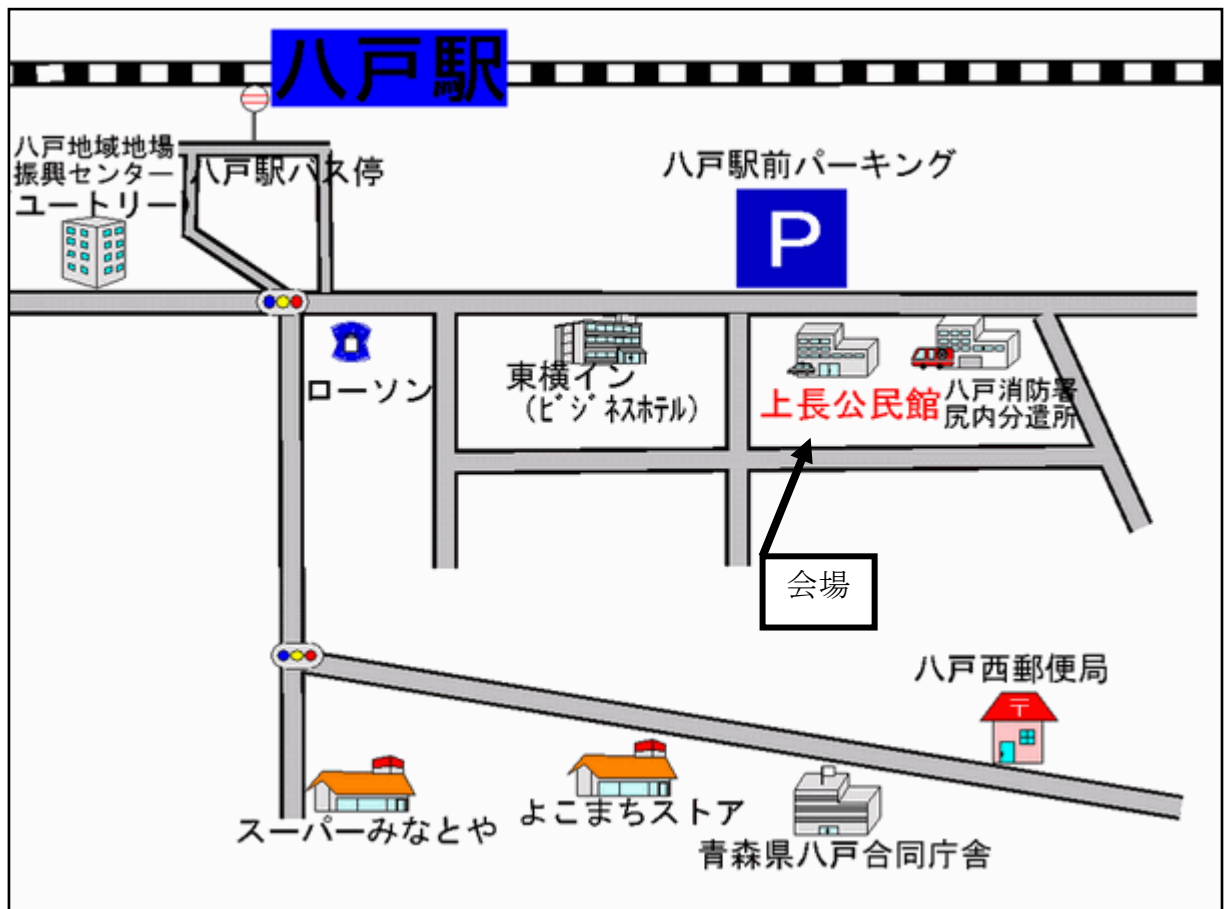 八戸駅
八戸地域地場
振興センター
ユートリー
八戸駅バス停
八戸駅前パーキング
P
ローソン
東横イン
(ビジネスホテル)
上長公民館
八戸消防署
尻内分遣所
会場
八戸西郵便局
〒
スーパーみなとや
よこまちストア
青森県八戸合同庁舎